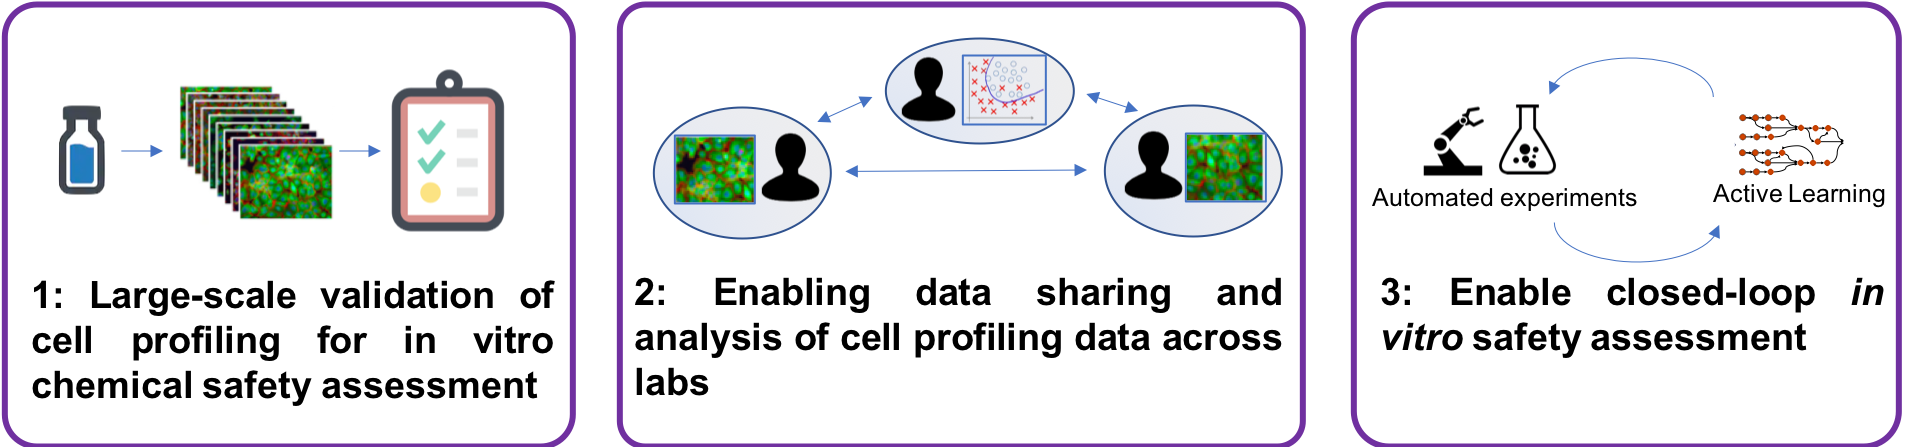 1: Large-scale validation of
cell profiling for in vitro
chemical safety assessment
2: Enabling data sharing and
analysis of cell profiling data across
labs
Automated experiments
Active Learning
3: Enable closed-loop in
vitro safety assessment